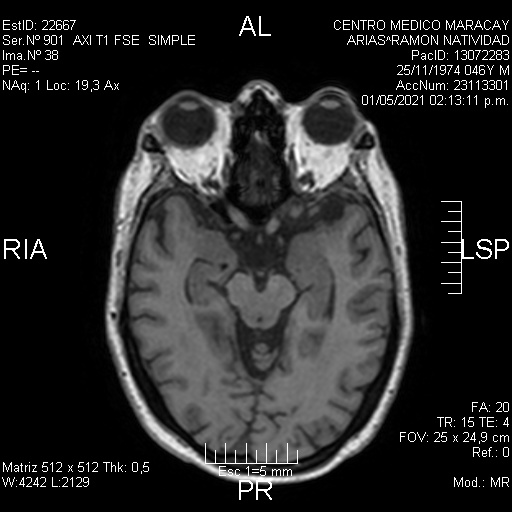 EstID: 22667
Ser.Nº 901 AXI T1 FSE SIMPLE
Ima.Nº 38
PE= --
NAq: 1 Loc: 19,3 Ax
AL
CENTRO MEDICO MARACAY
ARIAS^RAMON NATIVIDAD
PacID: 13072283
25/11/1974 046Y M
AccNum: 23113301
01/05/2021 02:13:11 p.m.
RIA
LSP
FA: 20
TR: 15 TE: 4
FOV: 25 x 24,9 cm
Ref.: 0
Mod.: MR
Matriz 512 x 512 Thk: 0,5
W:4242 L:2129
Esc 1=5 mm
PR